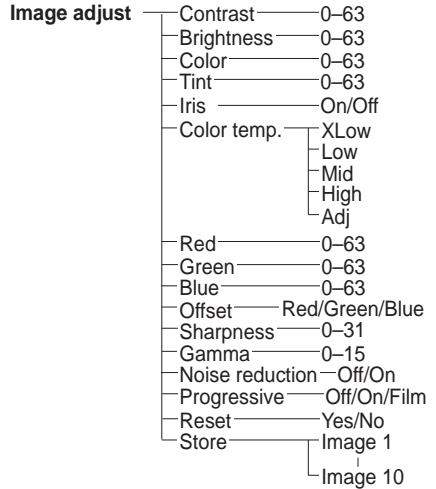 Image adjust Contrast 0–63
Brightness 0–63
Color 0–63
Tint 0–63
Iris On/Off
Color temp. XLow
Low
Mid
High
Adj
Red 0–63
Green 0–63
Blue 0–63
Offset Red/Green/Blue
Sharpness 0–31
Gamma 0–15
Noise reduction Off/On
Progressive Off/On/Film
Reset Yes/No
Store Image 1
Image 10